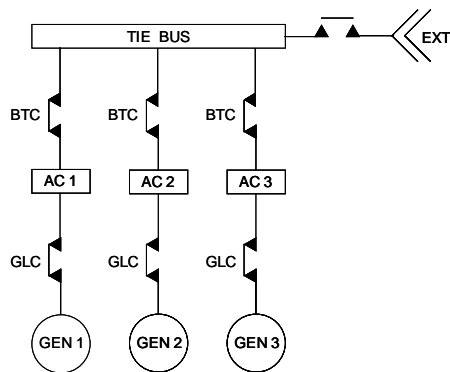 TIE BUS
EXT
BTC BTC BTC
AC 1 AC 2 AC 3
GLC GLC GLC
GEN 1 GEN 2 GEN 3